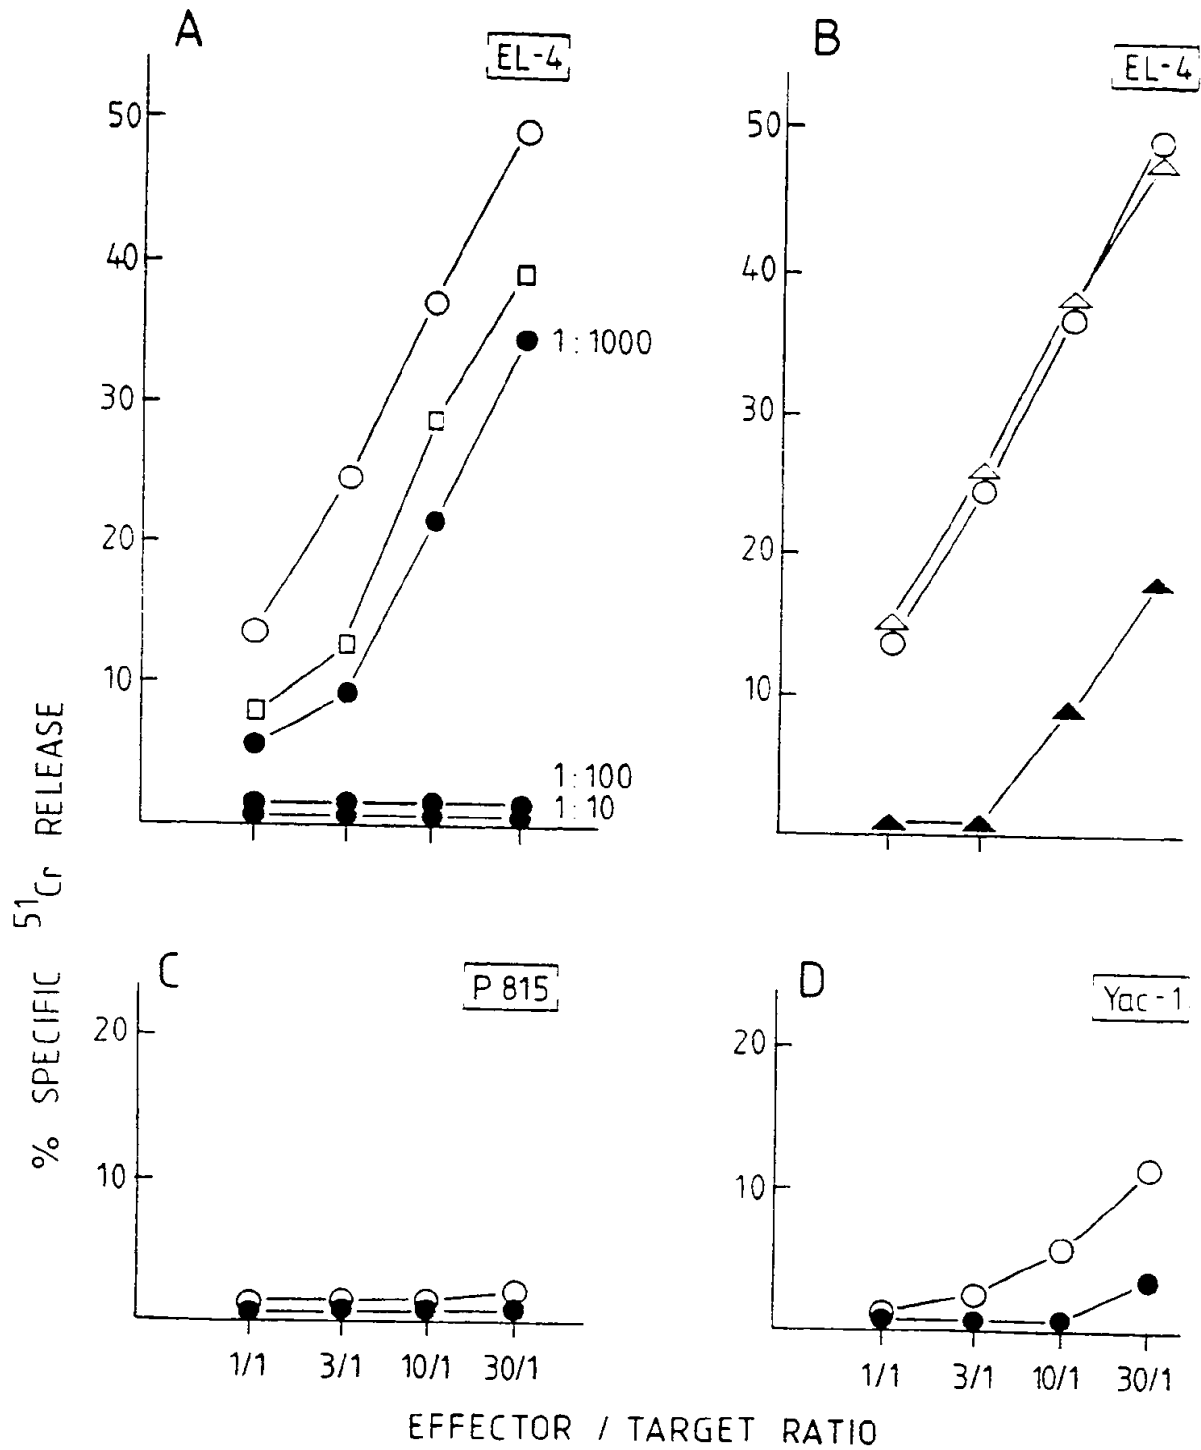 A
EL-4
50
40
30
20
10
1:1000
1:100
1:10
B
EL-4
50
40
30
20
10
% SPECIFIC ⁵¹Cr RELEASE
C
P 815
20
10
1/1 3/1 10/1 30/1
D
Yac-1
20
10
1/1 3/1 10/1 30/1
EFFECTOR / TARGET RATIO